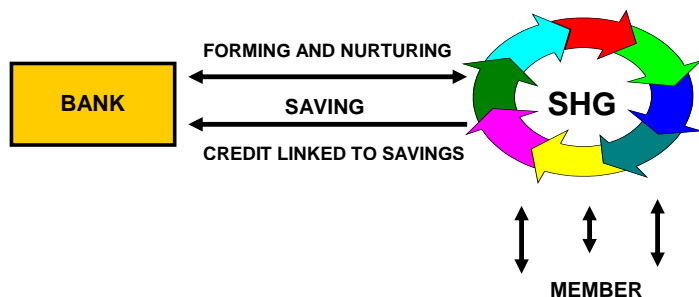 FORMING AND NURTURING
BANK
SAVING
SHG
CREDIT LINKED TO SAVINGS
MEMBER